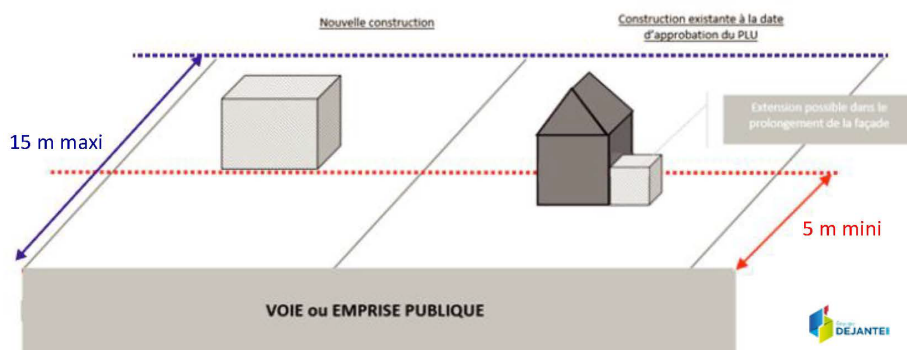 Nouvelle construction
Construction existante à la date
d'approbation du PLU
Extension possible dans le
prolongement de la façade
15 m maxi
5 m mini
VOIE ou EMPRISE PUBLIQUE
DEJANTE